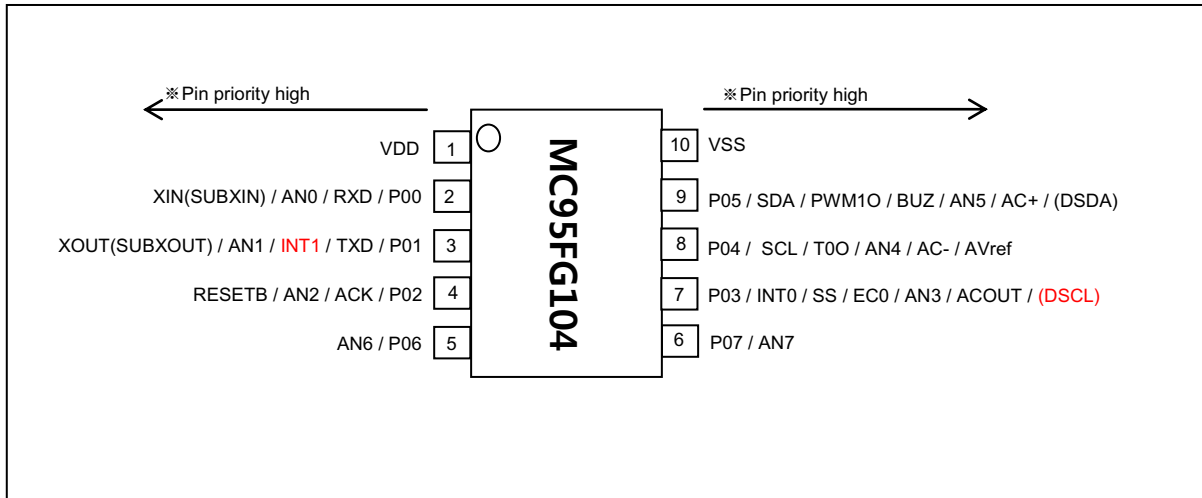 ※Pin priority high
※Pin priority high
MC95FG104
VDD 1
XIN(SUBXIN) / AN0 / RXD / P00 2
XOUT(SUBXOUT) / AN1 / INT1 / TXD / P01 3
RESETB / AN2 / ACK / P02 4
AN6 / P06 5
10 VSS
9 P05 / SDA / PWM1O / BUZ / AN5 / AC+ / (DSDA)
8 P04 / SCL / T0O / AN4 / AC- / AVref
7 P03 / INT0 / SS / EC0 / AN3 / ACOUT / (DSCL)
6 P07 / AN7